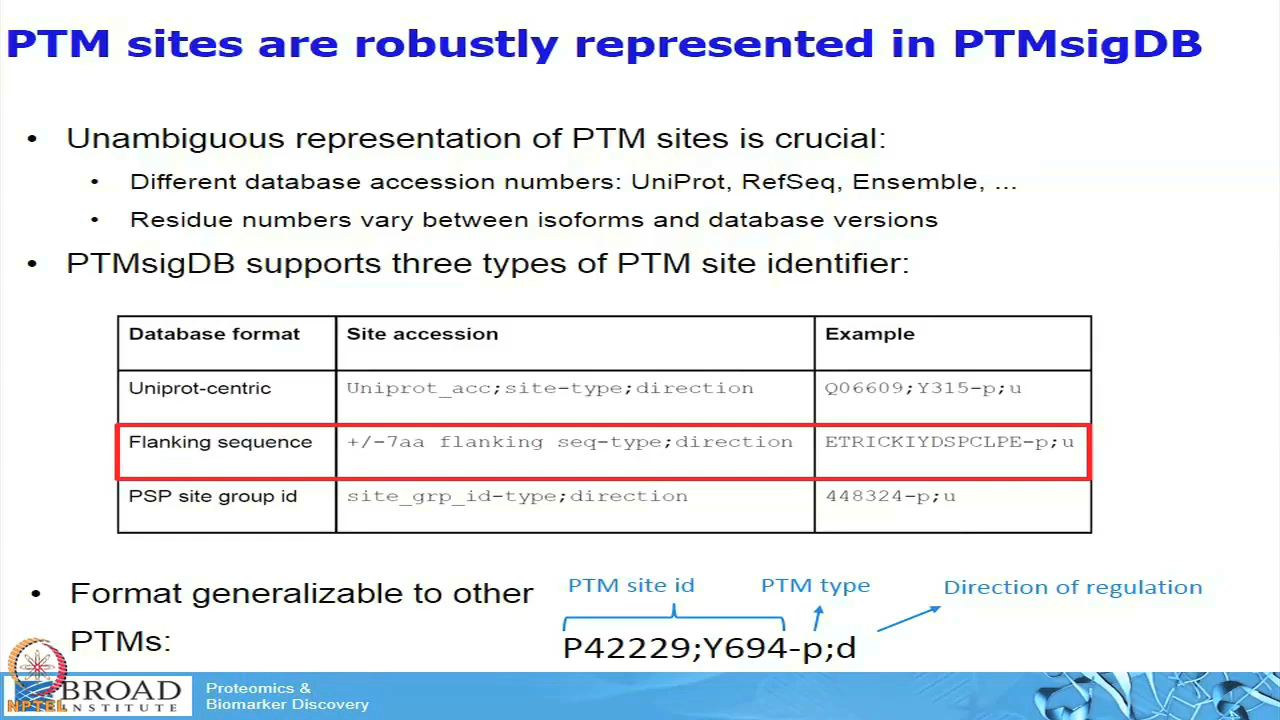 PTM sites are robustly represented in PTMsigDB
• Unambiguous representation of PTM sites is crucial:
• Different database accession numbers: UniProt, RefSeq, Ensemble, ...
• Residue numbers vary between isoforms and database versions
• PTMsigDB supports three types of PTM site identifier:
Database format Site accession Example
Uniprot-centric Uniprot_acc;site-type;direction Q06609;Y315-p;u
Flanking sequence +/-7aa flanking seq-type;direction ETRICKIYDSPCLPE-p;u
PSP site group id site_grp_id-type;direction 448324-p;u
• Format generalizable to other
PTMs:
PTM site id PTM type Direction of regulation
P42229;Y694-p;d
BROAD
INSTITUTE
NPTEL
Proteomics &
Biomarker Discovery